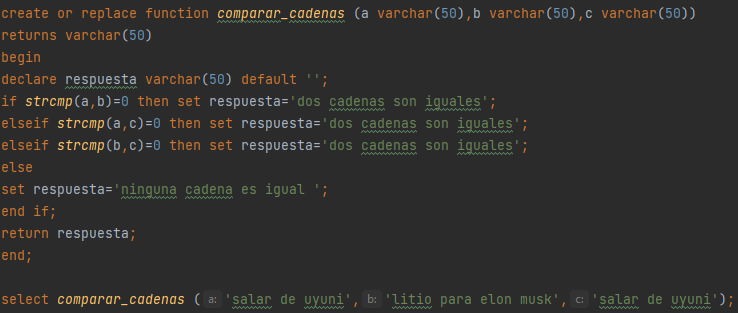 create or replace function comparar_cadenas (a varchar(50),b varchar(50),c varchar(50))
returns varchar(50)
begin
declare respuesta varchar(50) default '';
if strcmp(a,b)=0 then set respuesta='dos cadenas son iguales';
elseif strcmp(a,c)=0 then set respuesta='dos cadenas son iguales';
elseif strcmp(b,c)=0 then set respuesta='dos cadenas son iguales';
else
set respuesta='ninguna cadena es igual ';
end if;
return respuesta;
end;
select comparar_cadenas (a: 'salar de uyuni',b: 'litio para elon musk',c: 'salar de uyuni');